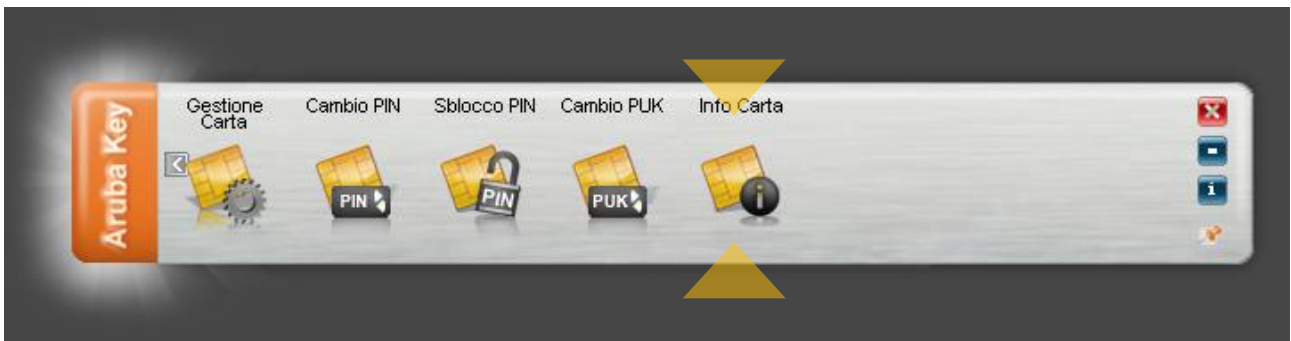 Aruba Key
Gestione
Carta
Cambio PIN
Sblocco PIN
Cambio PUK
Info Carta
PIN
PIN
PUK
i
i